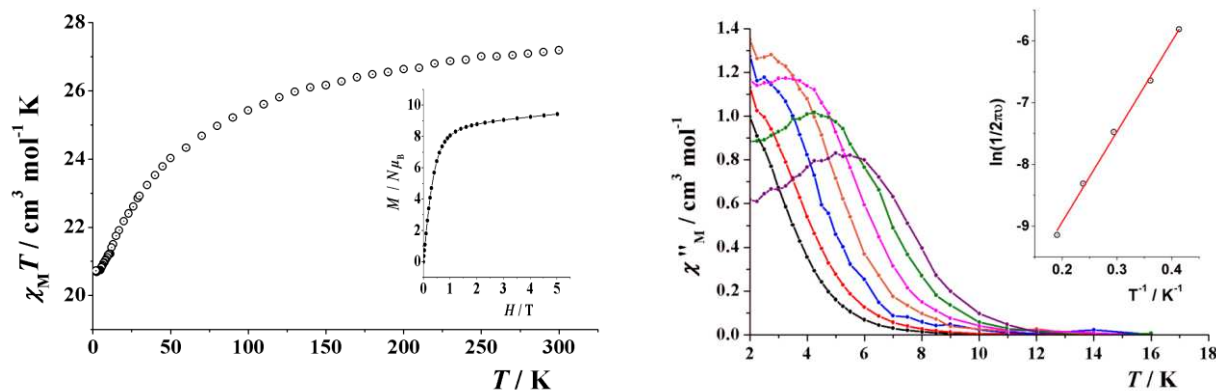 28
26
24
22
20
χ_M T / cm³ mol⁻¹ K
0 50 100 150 200 250 300
T / K
10
8
6
4
2
0
M / Nμ_B
0 1 2 3 4 5
H / T
1.4
1.2
1.0
0.8
0.6
0.4
0.2
0.0
χ''_M / cm³ mol⁻¹
2 4 6 8 10 12 14 16 18
T / K
-6
-7
-8
-9
ln(1/2πυ)
0.2 0.3 0.4
T⁻¹ / K⁻¹